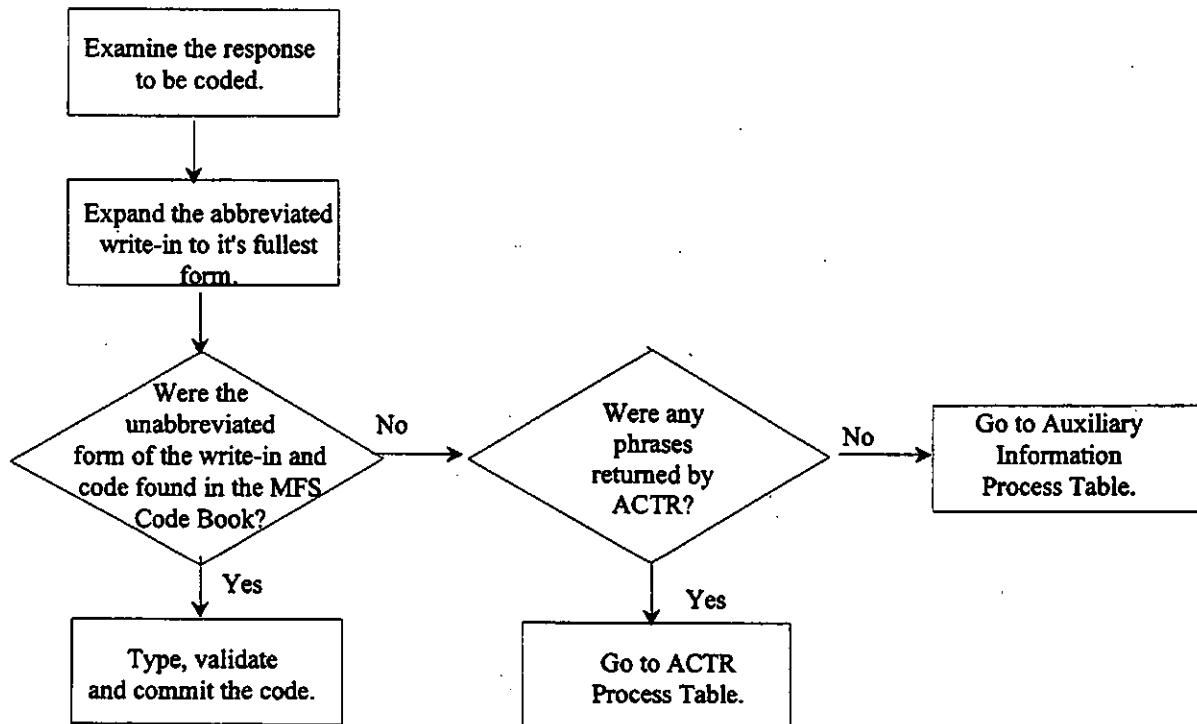 Examine the response
to be coded.
Expand the abbreviated
write-in to it's fullest
form.
Were the
unabbreviated
form of the write-in and
code found in the MFS
Code Book?
No
Yes
Type, validate
and commit the code.
Were any
phrases
returned by
ACTR?
No
Yes
Go to ACTR
Process Table.
Go to Auxiliary
Information
Process Table.